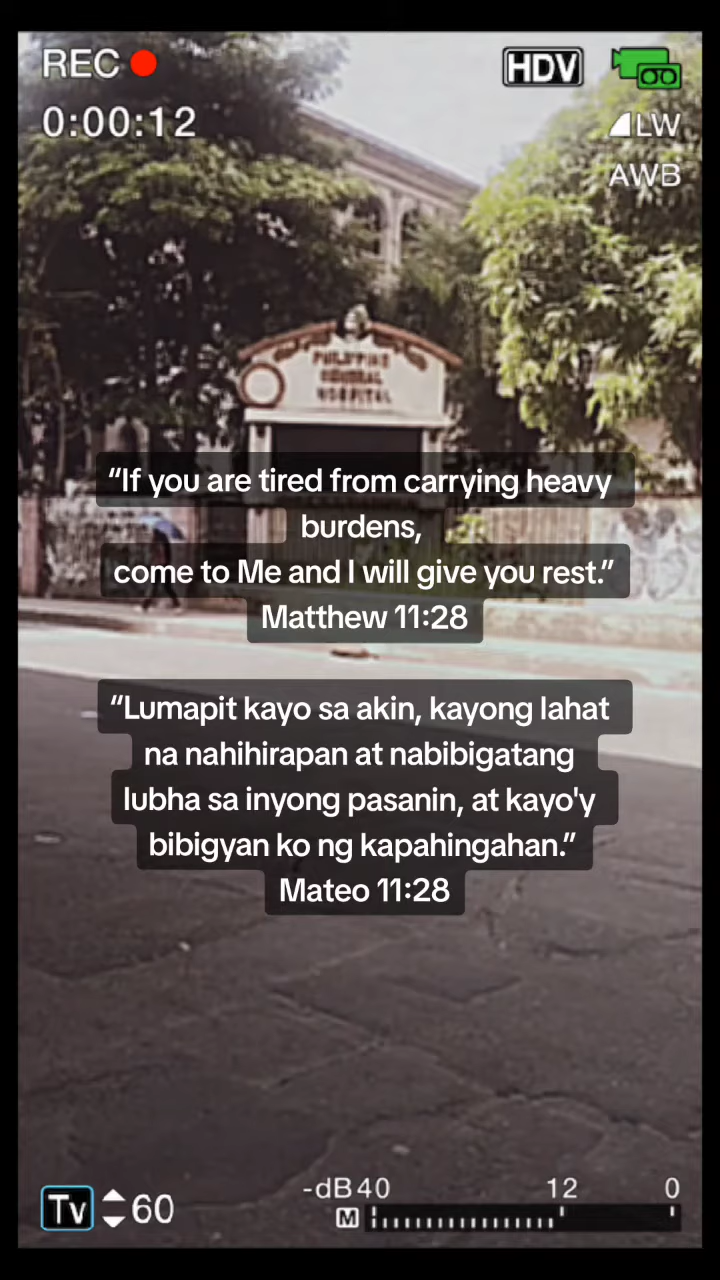 REC
HDV
0:00:12
LW
AWB
PHILIPPINE
GENERAL
HOSPITAL
“If you are tired from carrying heavy
burdens,
come to Me and I will give you rest.”
Matthew 11:28
“Lumapit kayo sa akin, kayong lahat
na nahihirapan at nabibigatang
lubha sa inyong pasanin, at kayo'y
bibigyan ko ng kapahingahan.”
Mateo 11:28
Tv 60
-dB 40 12 0
M